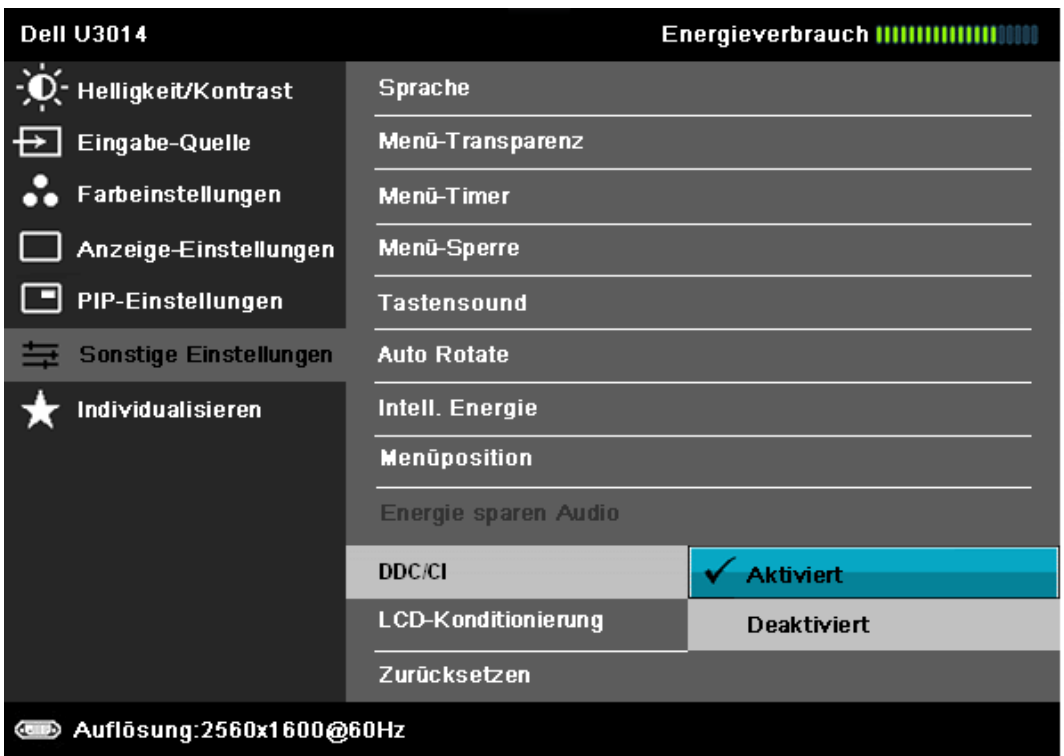 Dell U3014
Energieverbrauch
Helligkeit/Kontrast
Eingabe-Quelle
Farbeinstellungen
Anzeige-Einstellungen
PIP-Einstellungen
Sonstige Einstellungen
Individualisieren
Sprache
Menü-Transparenz
Menü-Timer
Menü-Sperre
Tastensound
Auto Rotate
Intell. Energie
Menüposition
Energie sparen Audio
DDC/CI
Aktiviert
Deaktiviert
LCD-Konditionierung
Zurücksetzen
Auflösung:2560x1600@60Hz